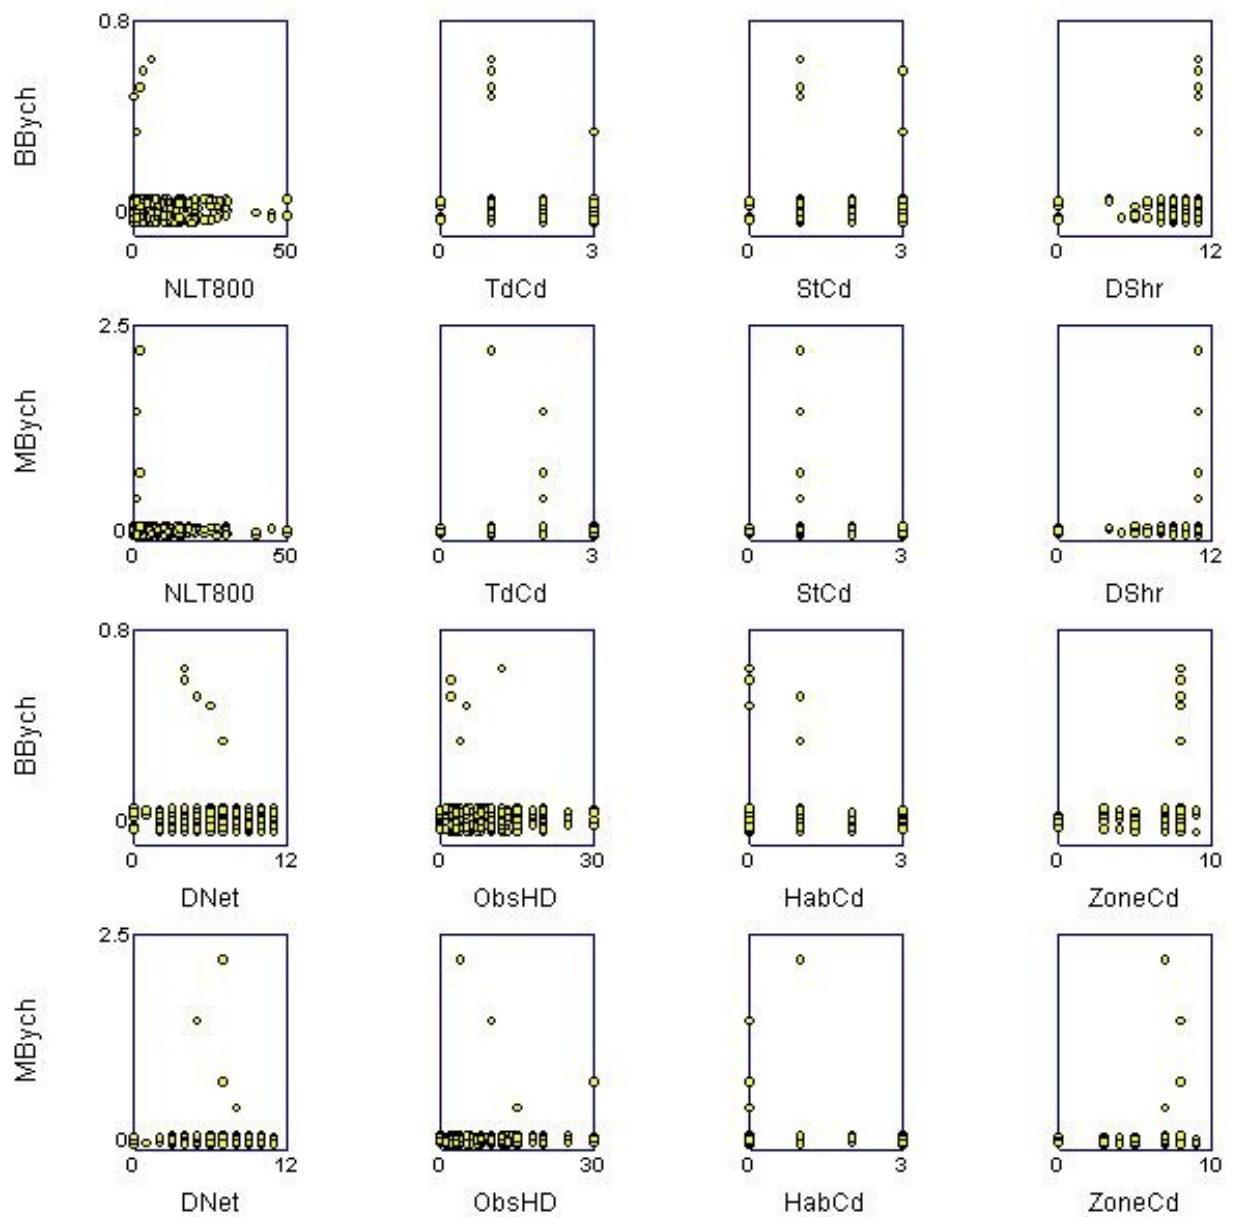 0.8
BBych
0
0 50 0 3 0 3 0 12
NLT800 TdCd StCd DShr
2.5
MBych
0
0 50 0 3 0 3 0 12
NLT800 TdCd StCd DShr
0.8
BBych
0
0 12 0 30 0 3 0 10
DNet ObsHD HabCd ZoneCd
2.5
MBych
0
0 12 0 30 0 3 0 10
DNet ObsHD HabCd ZoneCd